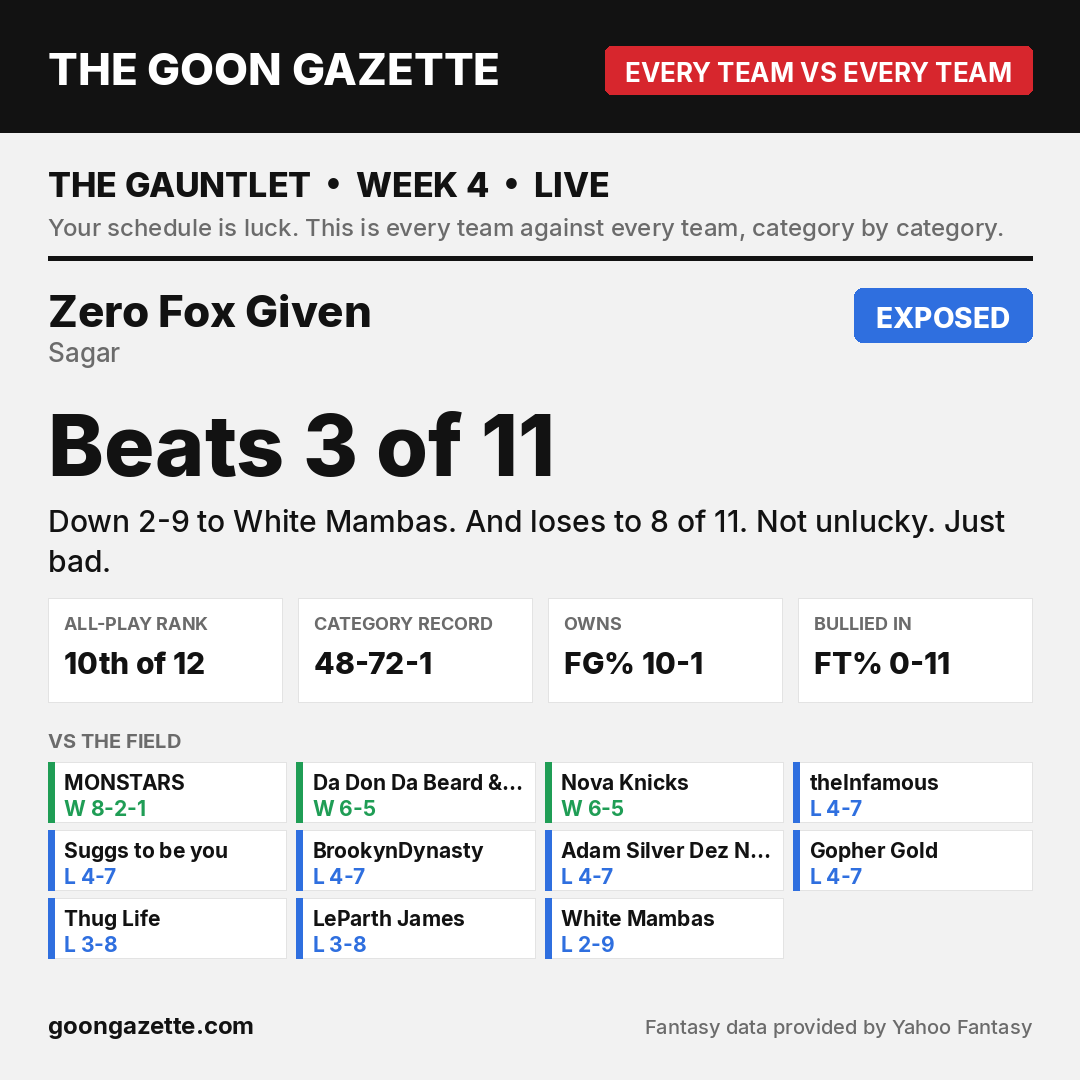 THE GOON GAZETTE
EVERY TEAM VS EVERY TEAM
THE GAUNTLET • WEEK 4 • LIVE
Your schedule is luck. This is every team against every team, category by category.
Zero Fox Given
EXPOSED
Sagar
Beats 3 of 11
Down 2-9 to White Mambas. And loses to 8 of 11. Not unlucky. Just
bad.
ALL-PLAY RANK
10th of 12
CATEGORY RECORD
48-72-1
OWNS
FG% 10-1
BULLIED IN
FT% 0-11
VS THE FIELD
MONSTARS
W 8-2-1
Da Don Da Beard &...
W 6-5
Nova Knicks
W 6-5
theInfamous
L 4-7
Suggs to be you
L 4-7
BrookynDynasty
L 4-7
Adam Silver Dez N...
L 4-7
Gopher Gold
L 4-7
Thug Life
L 3-8
LeParth James
L 3-8
White Mambas
L 2-9
goongazette.com
Fantasy data provided by Yahoo Fantasy